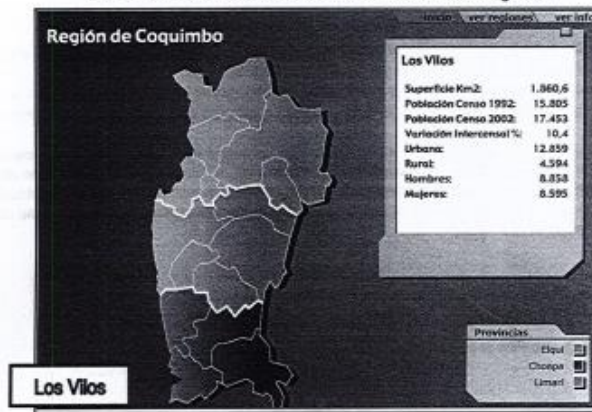 inicio ver regiones ver info
Región de Coquimbo
Los Vilos
Superficie Km2: 1.860,6
Población Censo 1992: 15.805
Población Censo 2002: 17.453
Variación Intercensal %: 10,4
Urbana: 12.859
Rural: 4.594
Hombres: 8.858
Mujeres: 8.595
Provincias
Elqui
Choapa
Limarí
Los Vilos